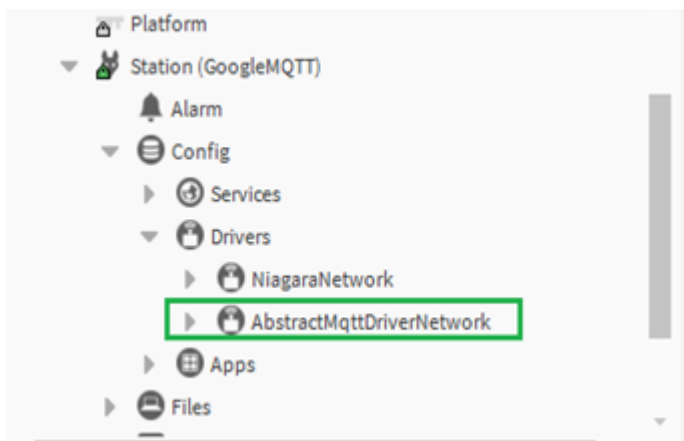 Platform
Station (GoogleMQTT)
Alarm
Config
Services
Drivers
NiagaraNetwork
AbstractMqttDriverNetwork
Apps
Files